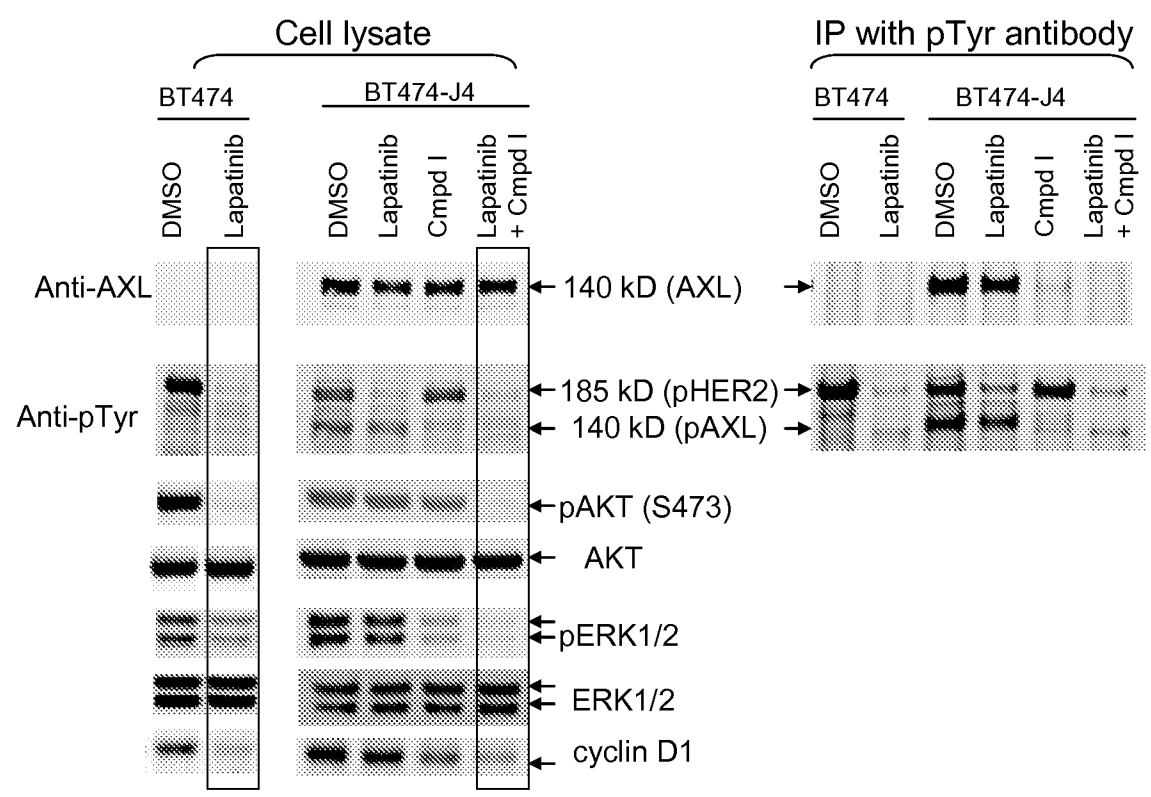 Cell lysate
IP with pTyr antibody
BT474
BT474-J4
BT474
BT474-J4
DMSO
Lapatinib
DMSO
Lapatinib
Cmpd I
Lapatinib
+ Cmpd I
DMSO
Lapatinib
DMSO
Lapatinib
Cmpd I
Lapatinib
+ Cmpd I
Anti-AXL
140 kD (AXL)
Anti-pTyr
185 kD (pHER2)
140 kD (pAXL)
pAKT (S473)
AKT
pERK1/2
ERK1/2
cyclin D1